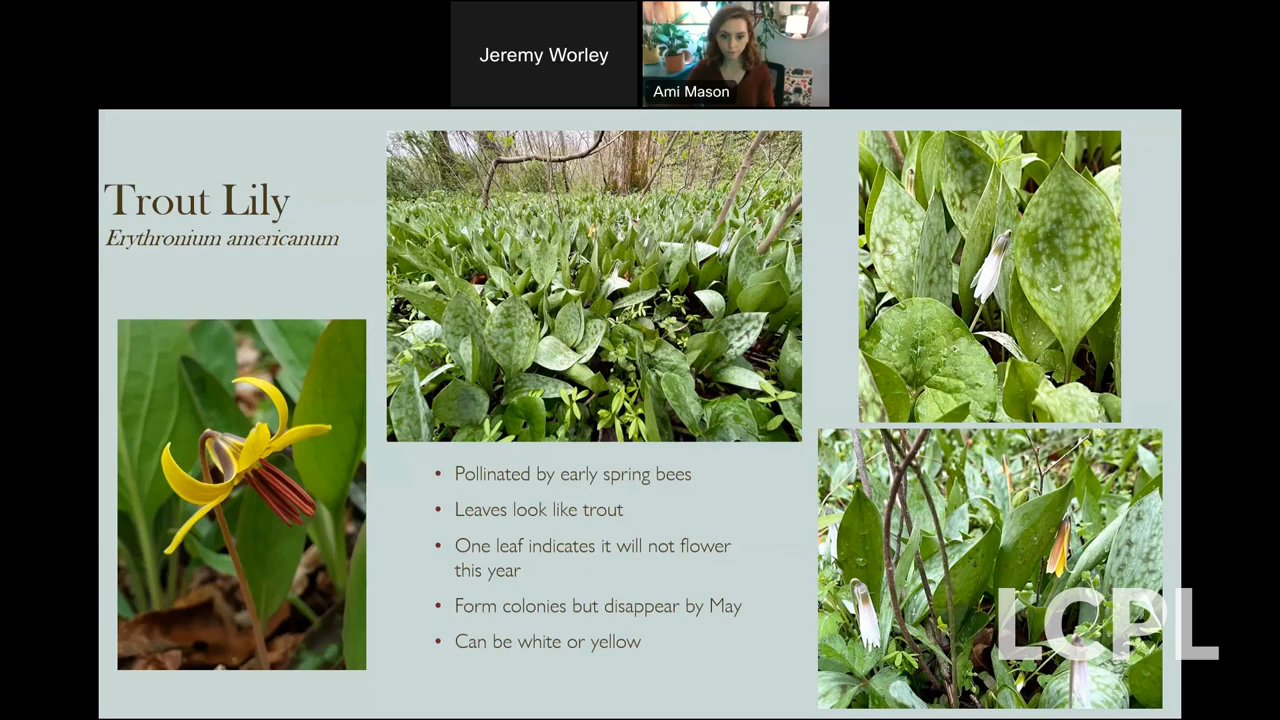 Jeremy Worley
Ami Mason
Trout Lily
Erythronium americanum
• Pollinated by early spring bees
• Leaves look like trout
• One leaf indicates it will not flower
this year
• Form colonies but disappear by May
• Can be white or yellow
LCPL